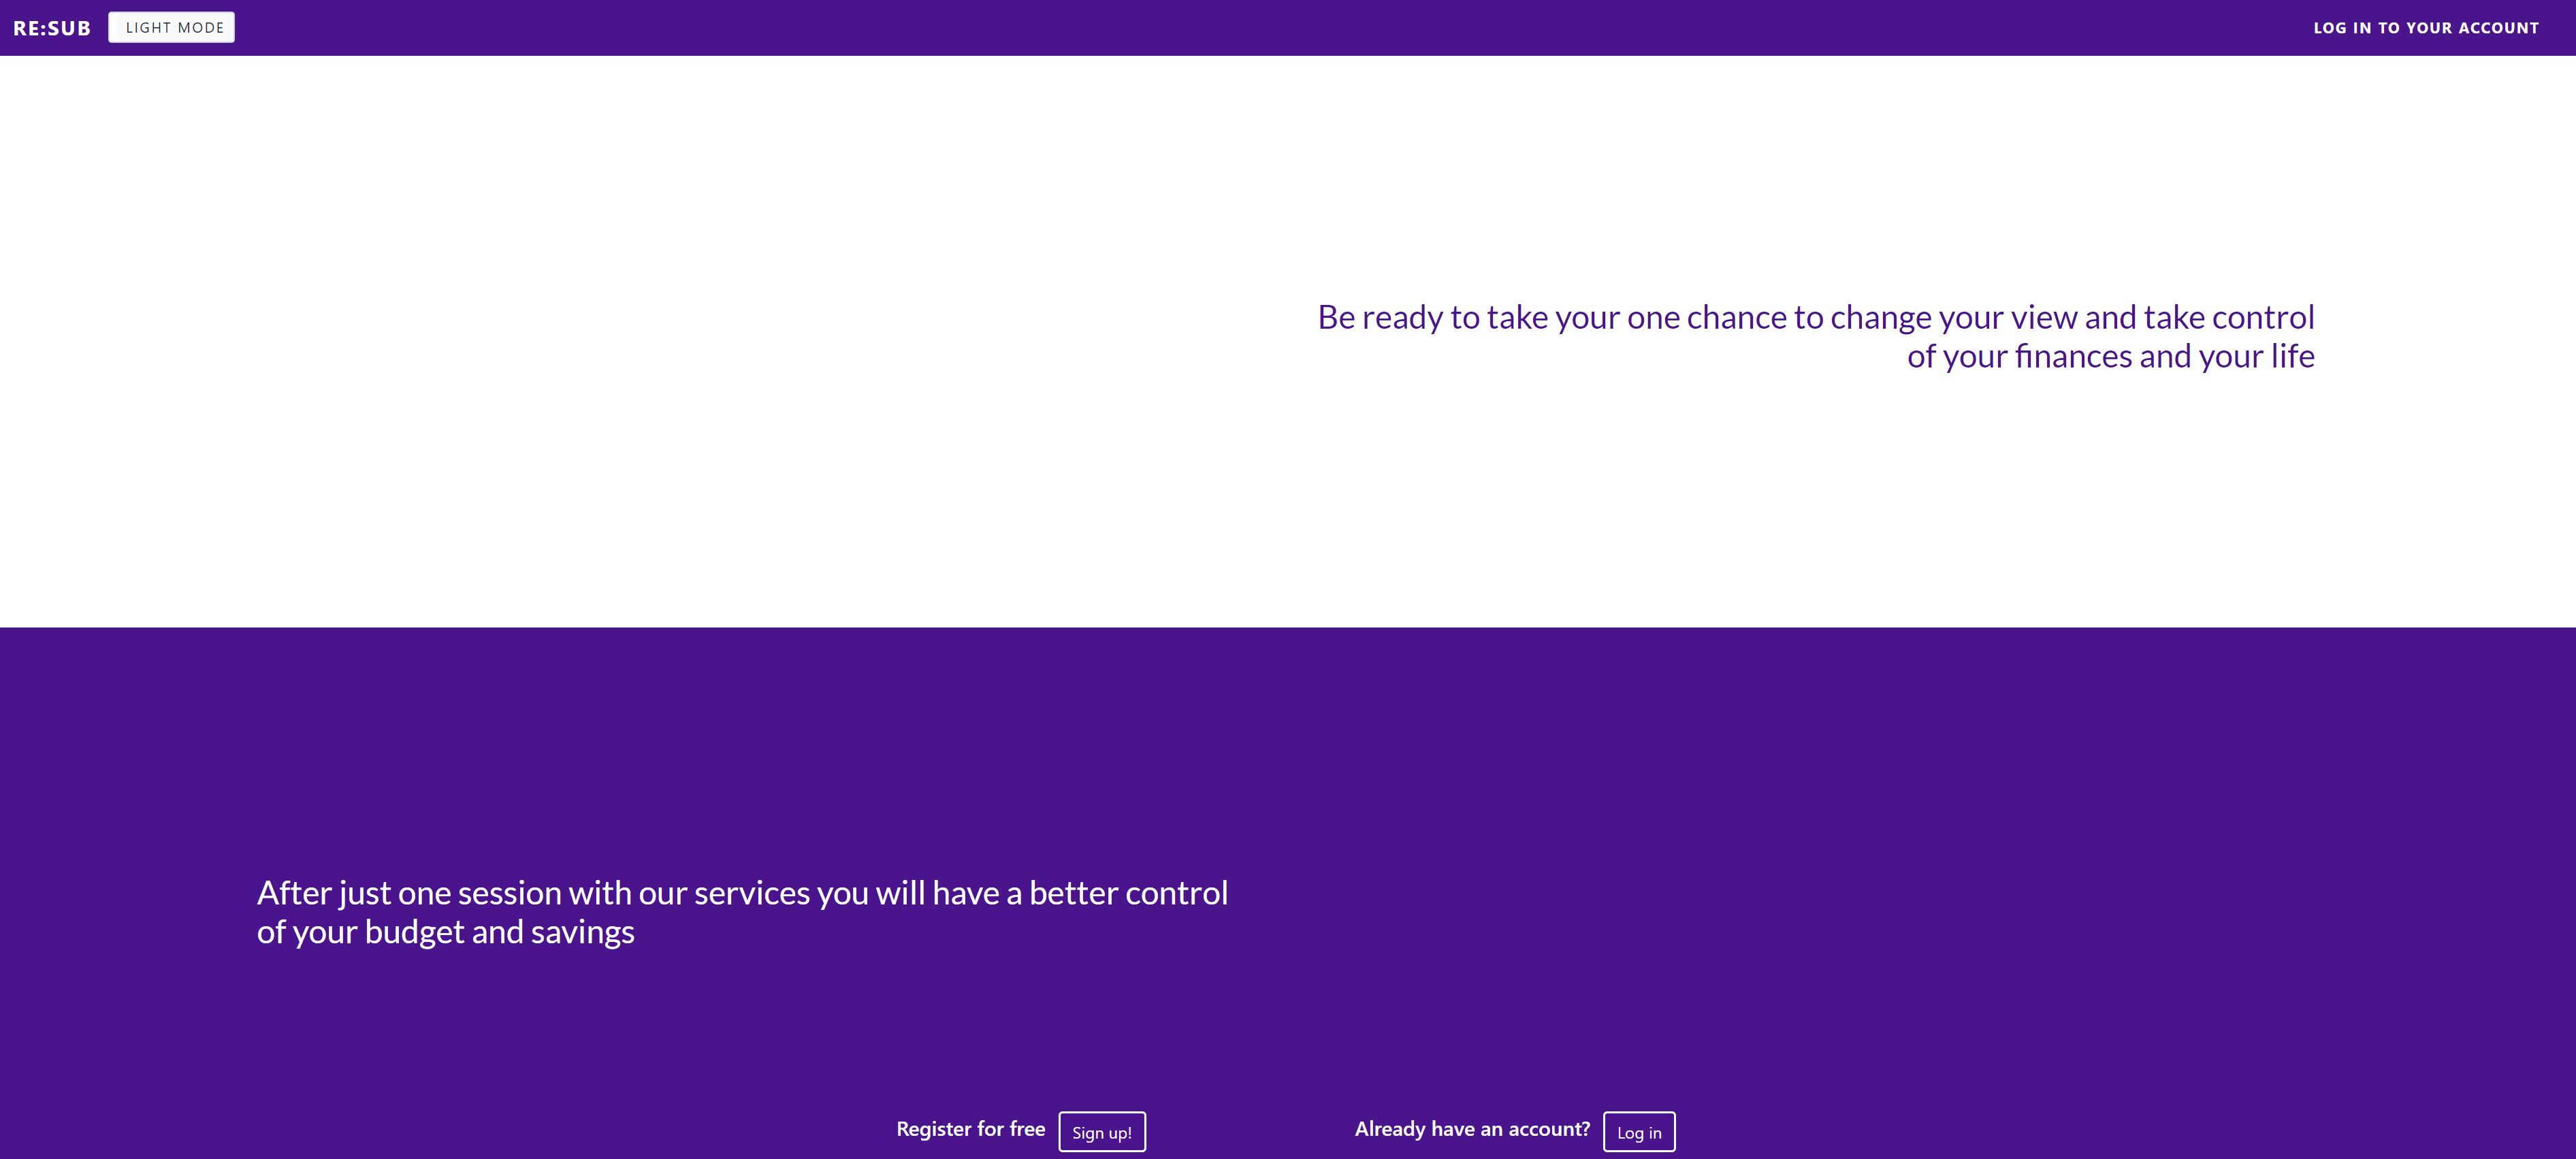 RE:SUB
LIGHT MODE
LOG IN TO YOUR ACCOUNT
Be ready to take your one chance to change your view and take control
of your finances and your life
After just one session with our services you will have a better control
of your budget and savings
Register for free
Sign up!
Already have an account?
Log in